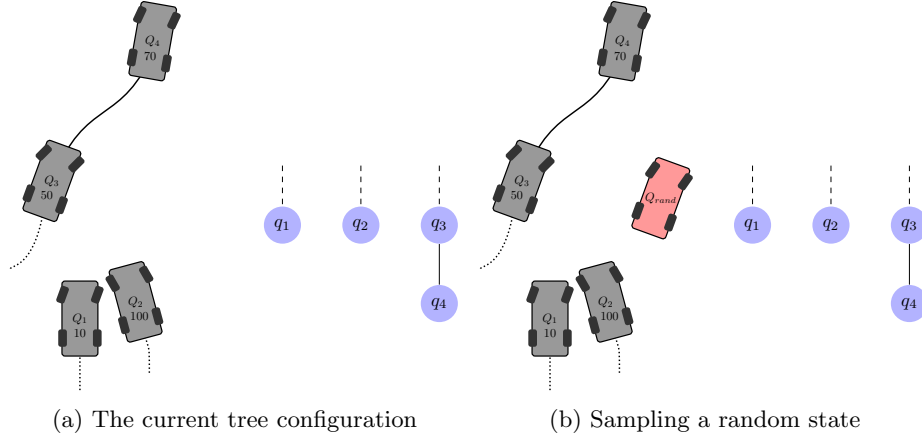 Q4
70
Q3
50
q1
q2
q3
q4
Q1
10
Q2
100
(a) The current tree configuration
Q4
70
Q3
50
Qrand
q1
q2
q3
q4
Q1
10
Q2
100
(b) Sampling a random state